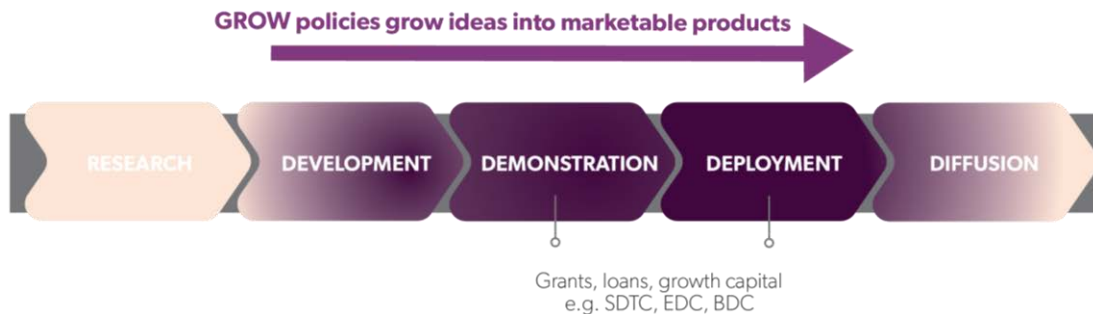 GROW policies grow ideas into marketable products
RESEARCH
DEVELOPMENT
DEMONSTRATION
DEPLOYMENT
DIFFUSION
Grants, loans, growth capital
e.g. SDTC, EDC, BDC